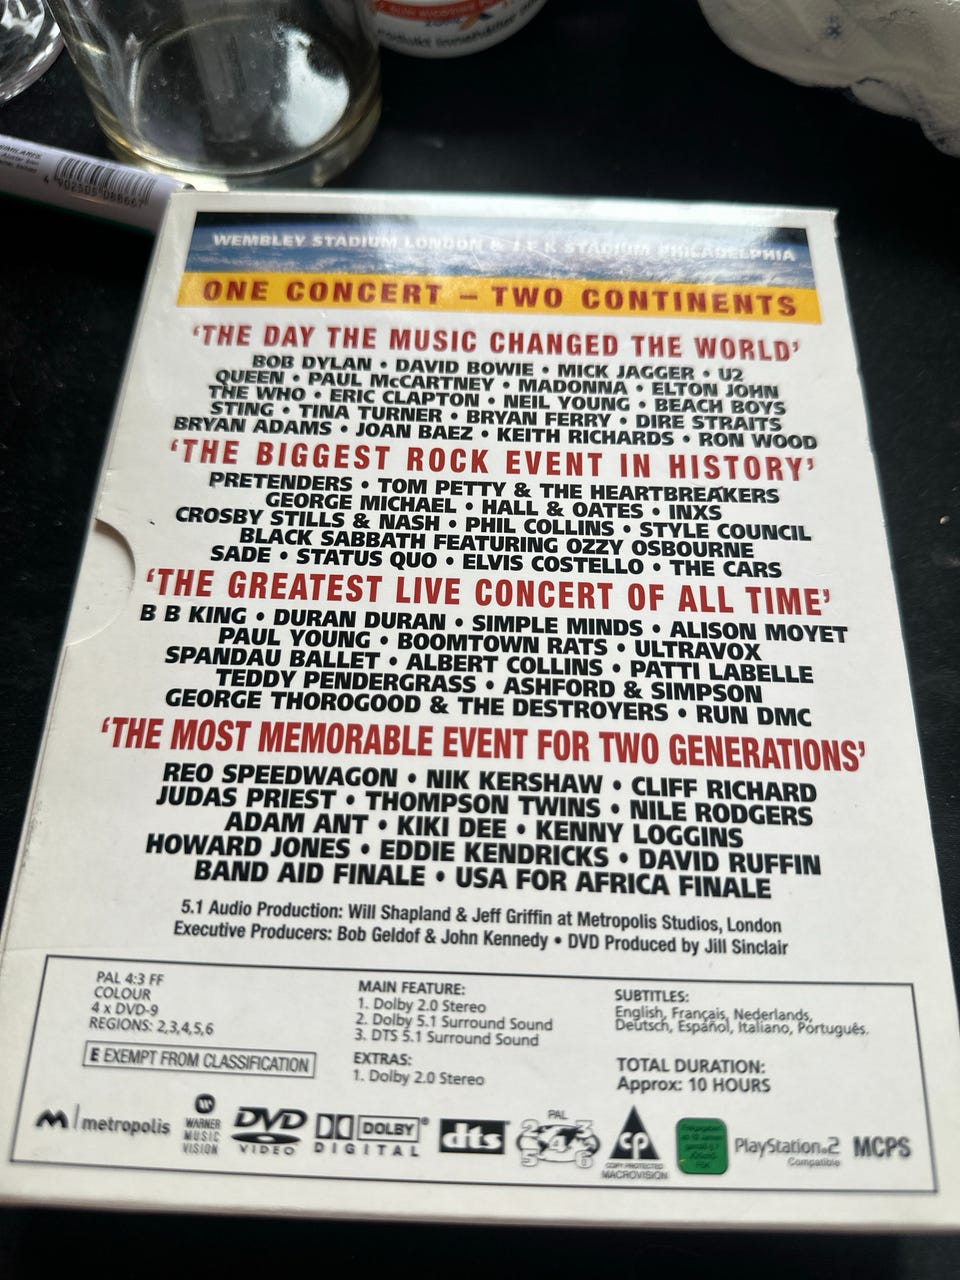 Produkt innehåller
4 902505 088667
WEMBLEY STADIUM LONDON & J F K STADIUM PHILADELPHIA
ONE CONCERT – TWO CONTINENTS
‘THE DAY THE MUSIC CHANGED THE WORLD’
BOB DYLAN • DAVID BOWIE • MICK JAGGER • U2
QUEEN • PAUL McCARTNEY • MADONNA • ELTON JOHN
THE WHO • ERIC CLAPTON • NEIL YOUNG • BEACH BOYS
STING • TINA TURNER • BRYAN FERRY • DIRE STRAITS
BRYAN ADAMS • JOAN BAEZ • KEITH RICHARDS • RON WOOD
‘THE BIGGEST ROCK EVENT IN HISTORY’
PRETENDERS • TOM PETTY & THE HEARTBREAKERS
GEORGE MICHAEL • HALL & OATES • INXS
CROSBY STILLS & NASH • PHIL COLLINS • STYLE COUNCIL
BLACK SABBATH FEATURING OZZY OSBOURNE
SADE • STATUS QUO • ELVIS COSTELLO • THE CARS
‘THE GREATEST LIVE CONCERT OF ALL TIME’
B B KING • DURAN DURAN • SIMPLE MINDS • ALISON MOYET
PAUL YOUNG • BOOMTOWN RATS • ULTRAVOX
SPANDAU BALLET • ALBERT COLLINS • PATTI LABELLE
TEDDY PENDERGRASS • ASHFORD & SIMPSON
GEORGE THOROGOOD & THE DESTROYERS • RUN DMC
‘THE MOST MEMORABLE EVENT FOR TWO GENERATIONS’
REO SPEEDWAGON • NIK KERSHAW • CLIFF RICHARD
JUDAS PRIEST • THOMPSON TWINS • NILE RODGERS
ADAM ANT • KIKI DEE • KENNY LOGGINS
HOWARD JONES • EDDIE KENDRICKS • DAVID RUFFIN
BAND AID FINALE • USA FOR AFRICA FINALE
5.1 Audio Production: Will Shapland & Jeff Griffin at Metropolis Studios, London
Executive Producers: Bob Geldof & John Kennedy • DVD Produced by Jill Sinclair
PAL 4:3 FF
COLOUR
4 x DVD-9
REGIONS: 2,3,4,5,6
E EXEMPT FROM CLASSIFICATION
MAIN FEATURE:
1. Dolby 2.0 Stereo
2. Dolby 5.1 Surround Sound
3. DTS 5.1 Surround Sound
EXTRAS:
1. Dolby 2.0 Stereo
SUBTITLES:
English, Français, Nederlands,
Deutsch, Español, Italiano, Português.
TOTAL DURATION:
Approx: 10 HOURS
metropolis
WARNER
MUSIC
VISION
DVD
VIDEO
DOLBY
DIGITAL
dts
PAL
2 3
4
5 6
CP
COPY PROTECTED
MACROVISION
PlayStation.2
Compatible
MCPS